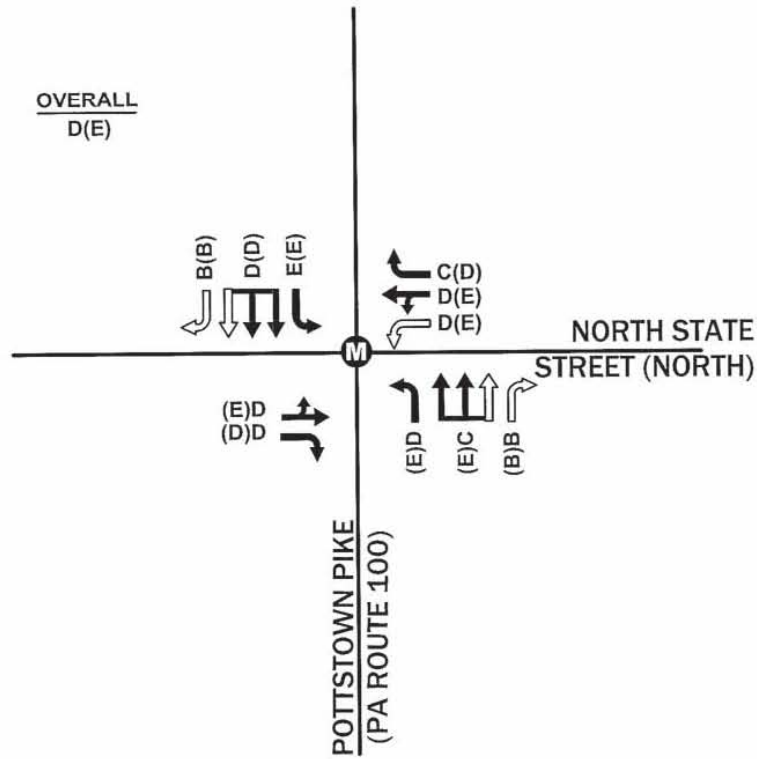 OVERALL
D(E)
B(B)
D(D)
E(E)
C(D)
D(E)
D(E)
M
NORTH STATE
STREET (NORTH)
(E)D
(D)D
(E)D
(E)C
(B)B
POTTSTOWN PIKE
(PA ROUTE 100)